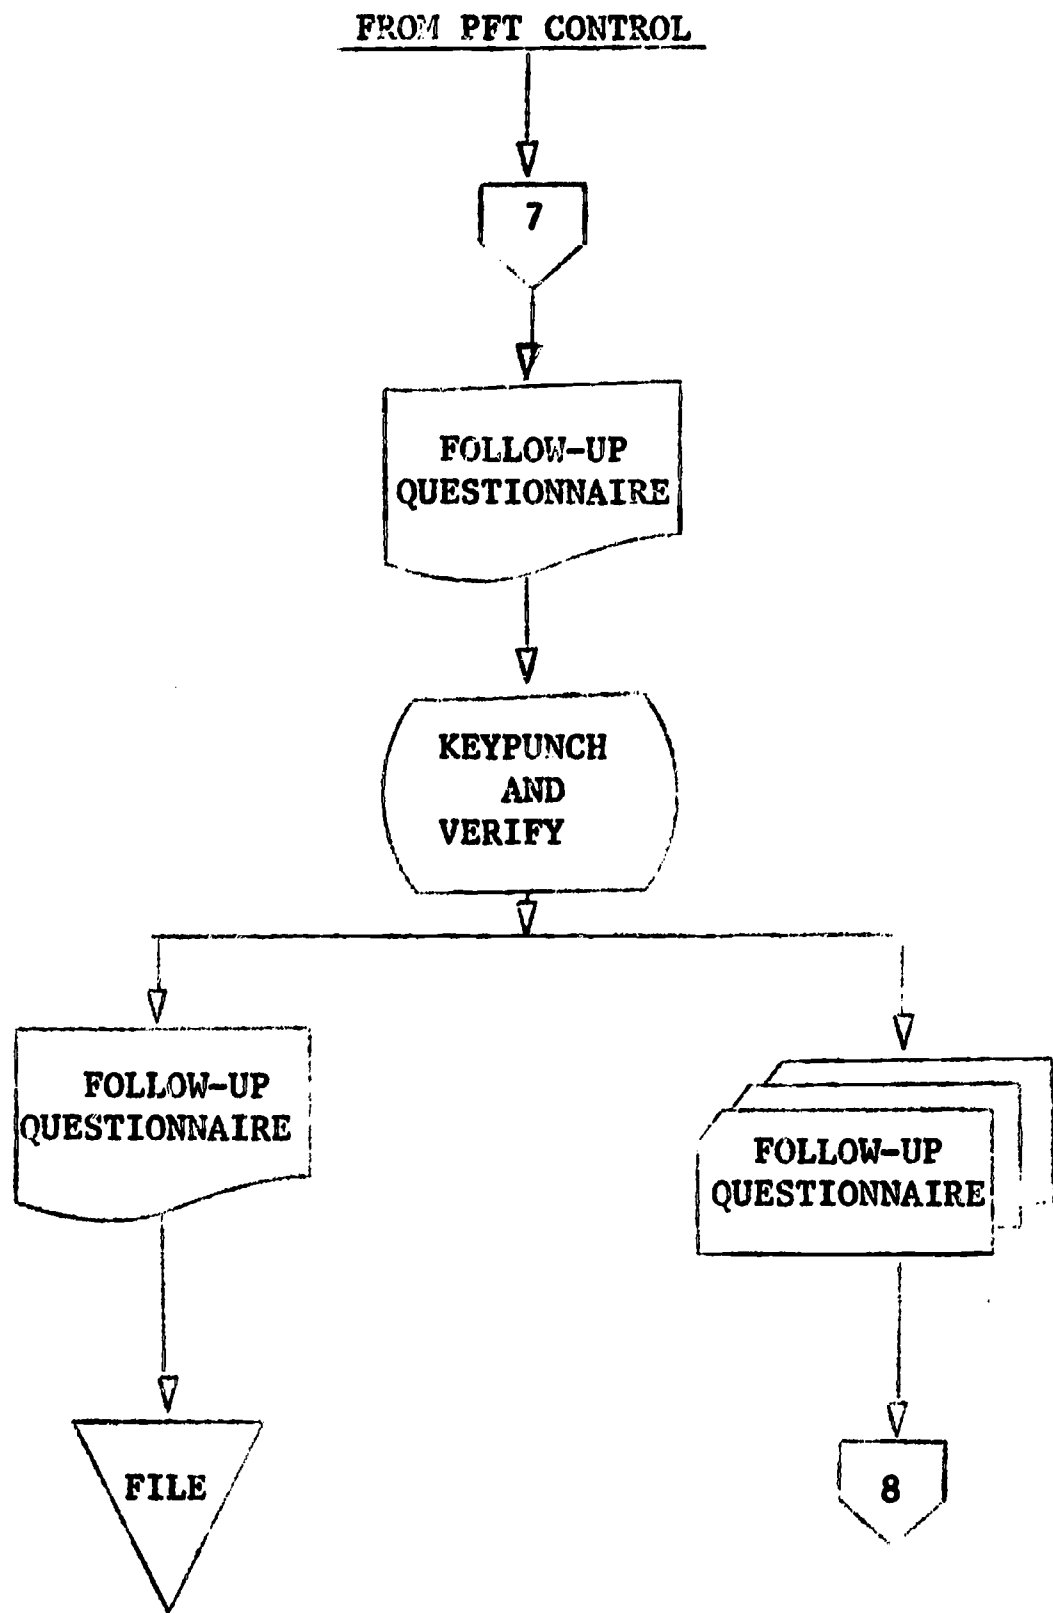 FROM PFT CONTROL
7
FOLLOW-UP
QUESTIONNAIRE
KEYPUNCH
AND
VERIFY
FOLLOW-UP
QUESTIONNAIRE
FOLLOW-UP
QUESTIONNAIRE
FILE
8